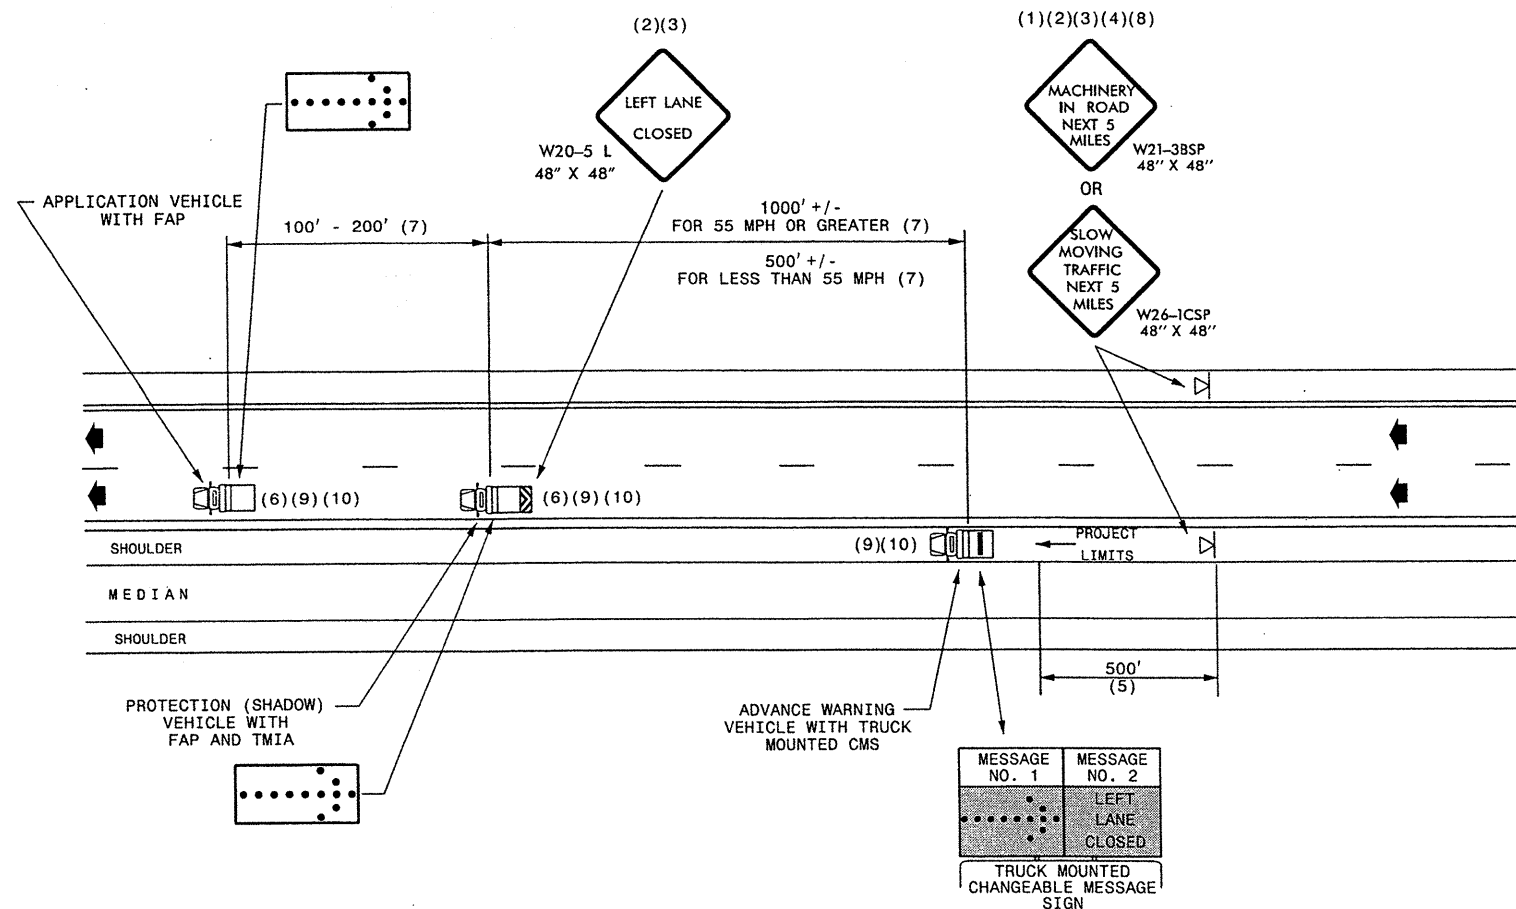 (2)(3)
(1)(2)(3)(4)(8)
LEFT LANE
CLOSED
W20-5 L
48" X 48"
MACHINERY
IN ROAD
NEXT 5
MILES
W21-3BSP
48" X 48"
OR
SLOW
MOVING
TRAFFIC
NEXT 5
MILES
W26-1CSP
48" X 48"
APPLICATION VEHICLE
WITH FAP
100' - 200' (7)
1000' +/-
FOR 55 MPH OR GREATER (7)
500' +/-
FOR LESS THAN 55 MPH (7)
(6)(9)(10)
(6)(9)(10)
(9)(10)
PROJECT
LIMITS
SHOULDER
MEDIAN
SHOULDER
500'
(5)
PROTECTION (SHADOW)
VEHICLE WITH
FAP AND TMIA
ADVANCE WARNING
VEHICLE WITH TRUCK
MOUNTED CMS
MESSAGE
NO. 1
MESSAGE
NO. 2
LEFT
LANE
CLOSED
TRUCK MOUNTED
CHANGEABLE MESSAGE
SIGN